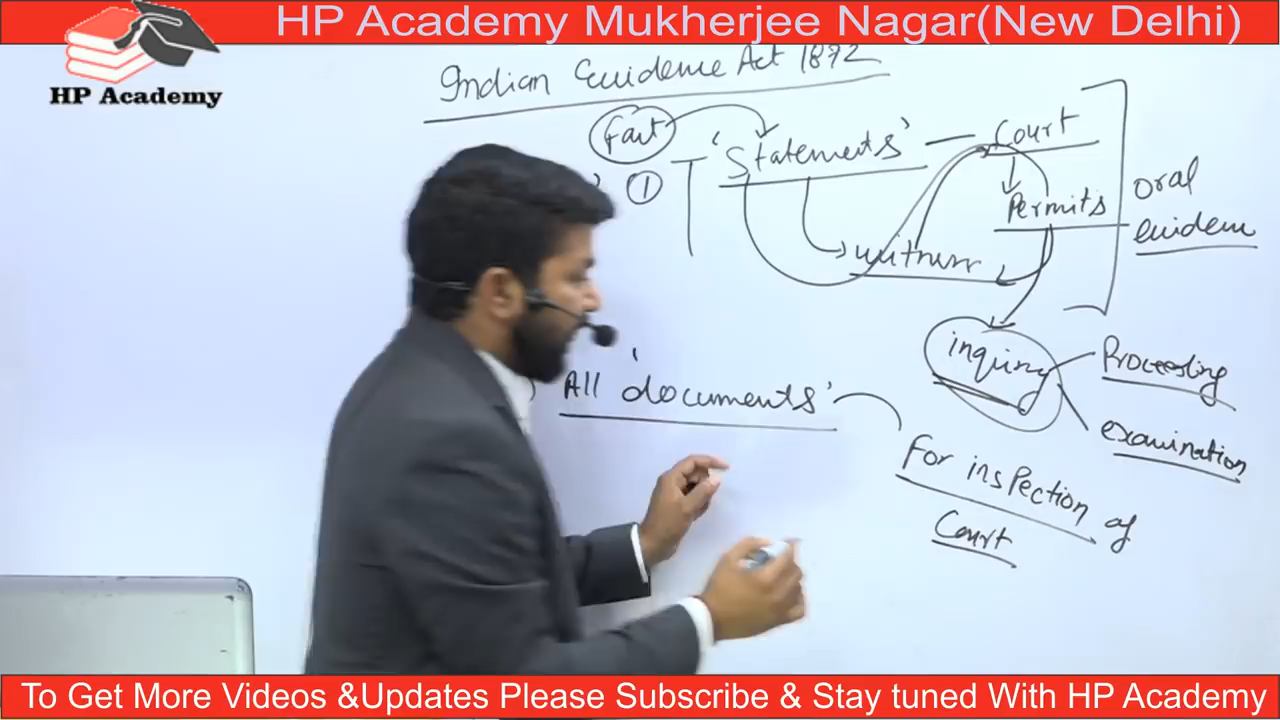 HP Academy Mukherjee Nagar(New Delhi)
HP Academy
Indian Evidence Act 1872
Fact
'Statements' — Court
①
Permits
oral
evidence
witness
inquiry
Proceeding
All 'documents'
examination
For inspection of
Court
To Get More Videos &Updates Please Subscribe & Stay tuned With HP Academy